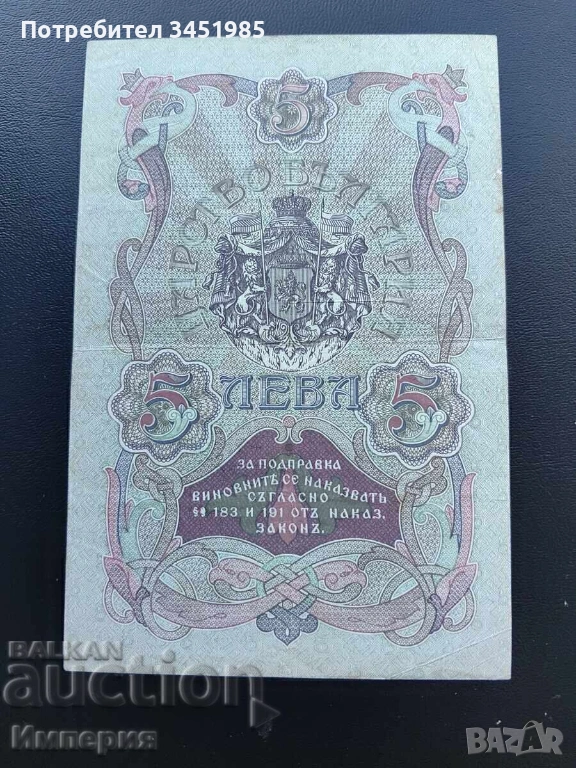 Потребител 3451985
5
ЦАРСТВО БЪЛГАРИЯ
5 ЛЕВА 5
ЗА ПОДПРАВКА
ВИНОВНИТѢ СЕ НАКАЗВАТЪ
СЪГЛАСНО
§§ 183 И 191 ОТЪ НАКАЗ.
ЗАКОНЪ.
BALKAN
auction
Империя
BAZAR